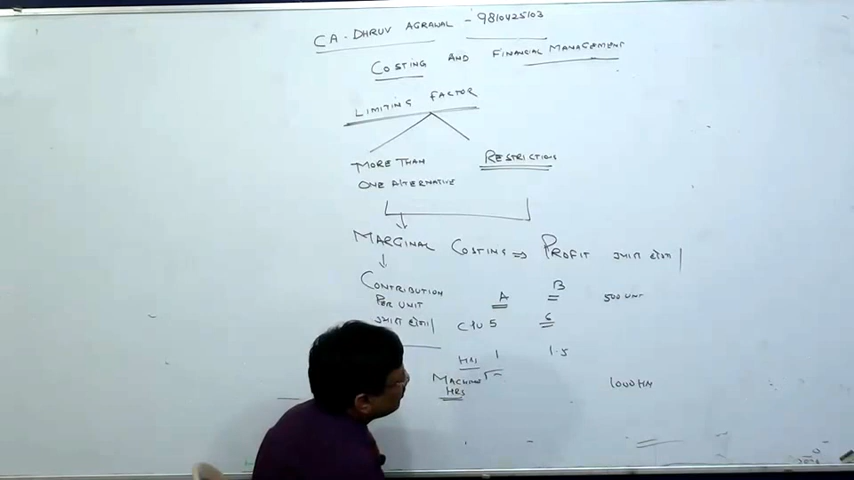 CA. DHRUV AGRAWAL - 9810425103
COSTING AND FINANCIAL MANAGEMENT
LIMITING FACTOR
MORE THAN ONE ALTERNATIVE
RESTRICTIONS
MARGINAL COSTING ⇒ PROFIT
CONTRIBUTION PER UNIT
A B 500 UNIT
CPU 5 6
HRS 1 1.5
MACHINE HRS 1000 HRS